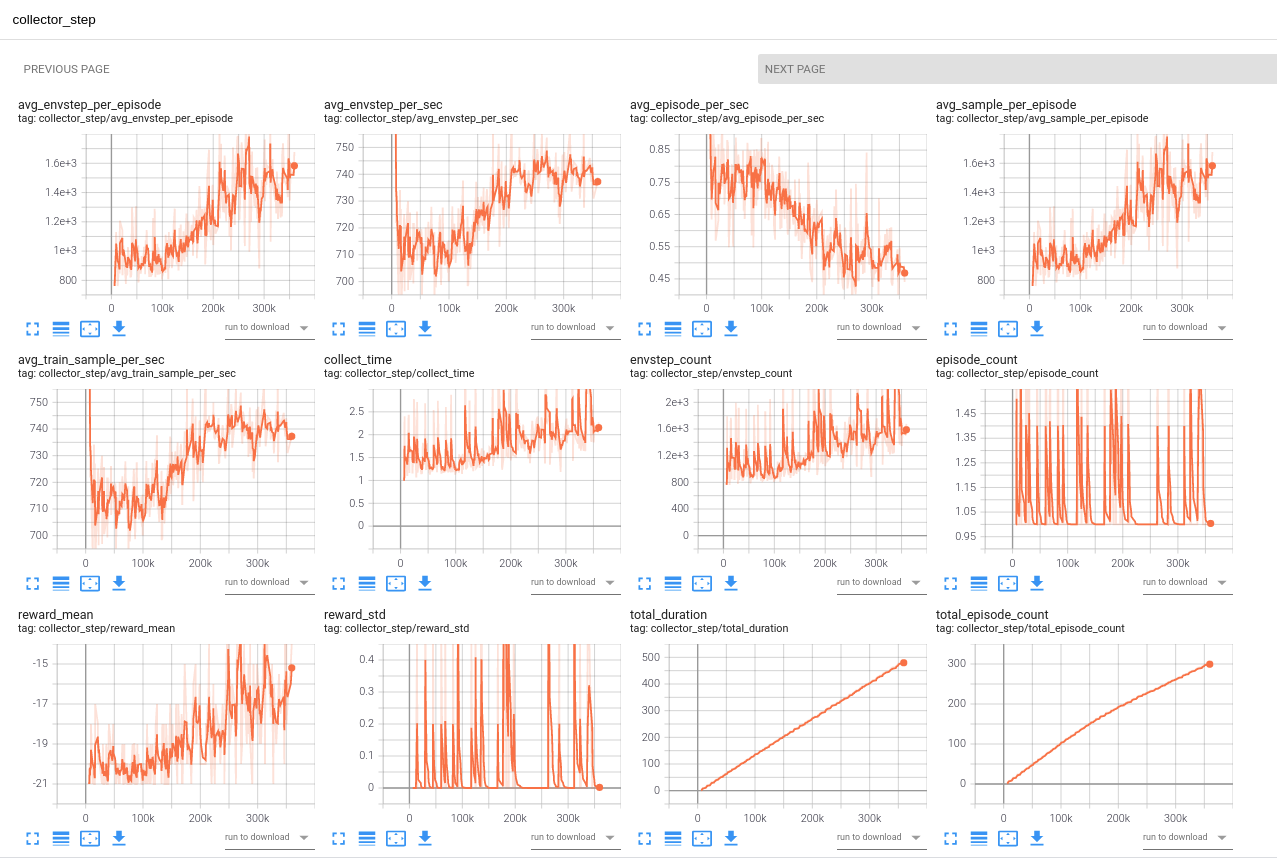 collector_step
PREVIOUS PAGE
NEXT PAGE
avg_envstep_per_episode
tag: collector_step/avg_envstep_per_episode
1.6e+3
1.4e+3
1.2e+3
1e+3
800
0 100k 200k 300k
run to download
avg_envstep_per_sec
tag: collector_step/avg_envstep_per_sec
750
740
730
720
710
700
0 100k 200k 300k
run to download
avg_episode_per_sec
tag: collector_step/avg_episode_per_sec
0.85
0.75
0.65
0.55
0.45
0 100k 200k 300k
run to download
avg_sample_per_episode
tag: collector_step/avg_sample_per_episode
1.6e+3
1.4e+3
1.2e+3
1e+3
800
0 100k 200k 300k
run to download
avg_train_sample_per_sec
tag: collector_step/avg_train_sample_per_sec
750
740
730
720
710
700
0 100k 200k 300k
run to download
collect_time
tag: collector_step/collect_time
2.5
2
1.5
1
0.5
0
0 100k 200k 300k
run to download
envstep_count
tag: collector_step/envstep_count
2e+3
1.6e+3
1.2e+3
800
400
0
0 100k 200k 300k
run to download
episode_count
tag: collector_step/episode_count
1.45
1.35
1.25
1.15
1.05
0.95
0 100k 200k 300k
run to download
reward_mean
tag: collector_step/reward_mean
-15
-17
-19
-21
0 100k 200k 300k
run to download
reward_std
tag: collector_step/reward_std
0.4
0.3
0.2
0.1
0
0 100k 200k 300k
run to download
total_duration
tag: collector_step/total_duration
500
400
300
200
100
0
0 100k 200k 300k
run to download
total_episode_count
tag: collector_step/total_episode_count
300
200
100
0
0 100k 200k 300k
run to download